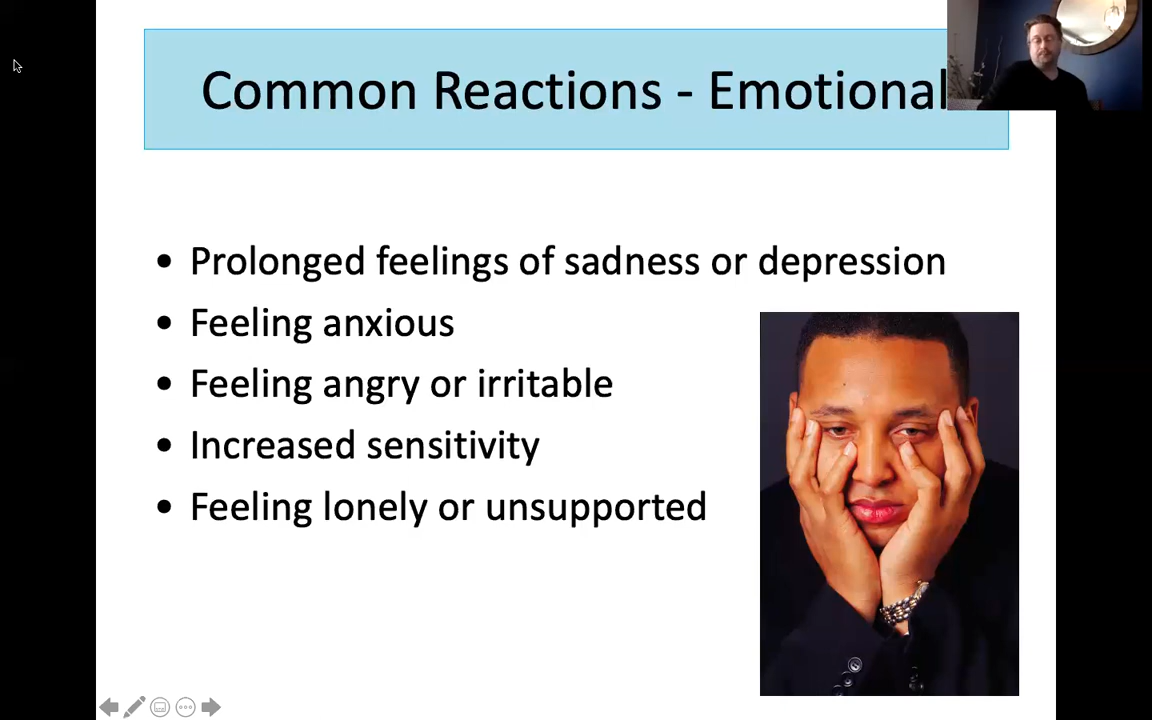 Common Reactions - Emotional
• Prolonged feelings of sadness or depression
• Feeling anxious
• Feeling angry or irritable
• Increased sensitivity
• Feeling lonely or unsupported